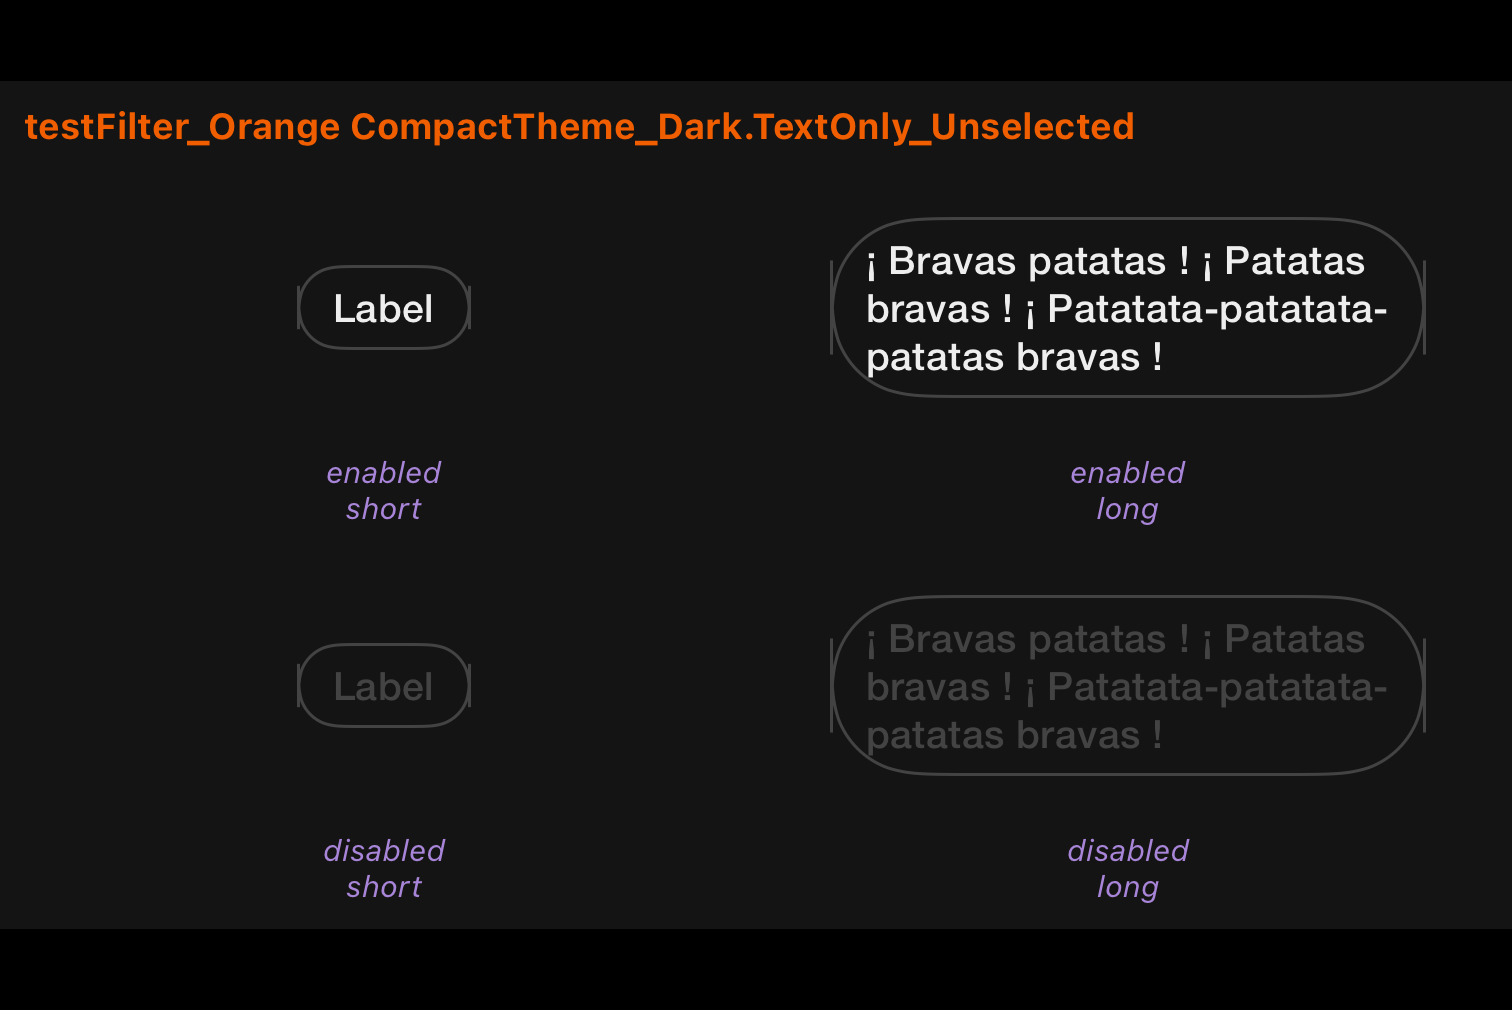 testFilter_Orange CompactTheme_Dark.TextOnly_Unselected
Label
¡ Bravas patatas ! ¡ Patatas
bravas ! ¡ Patatata-patatata-
patatas bravas !
enabled
short
enabled
long
Label
¡ Bravas patatas ! ¡ Patatas
bravas ! ¡ Patatata-patatata-
patatas bravas !
disabled
short
disabled
long